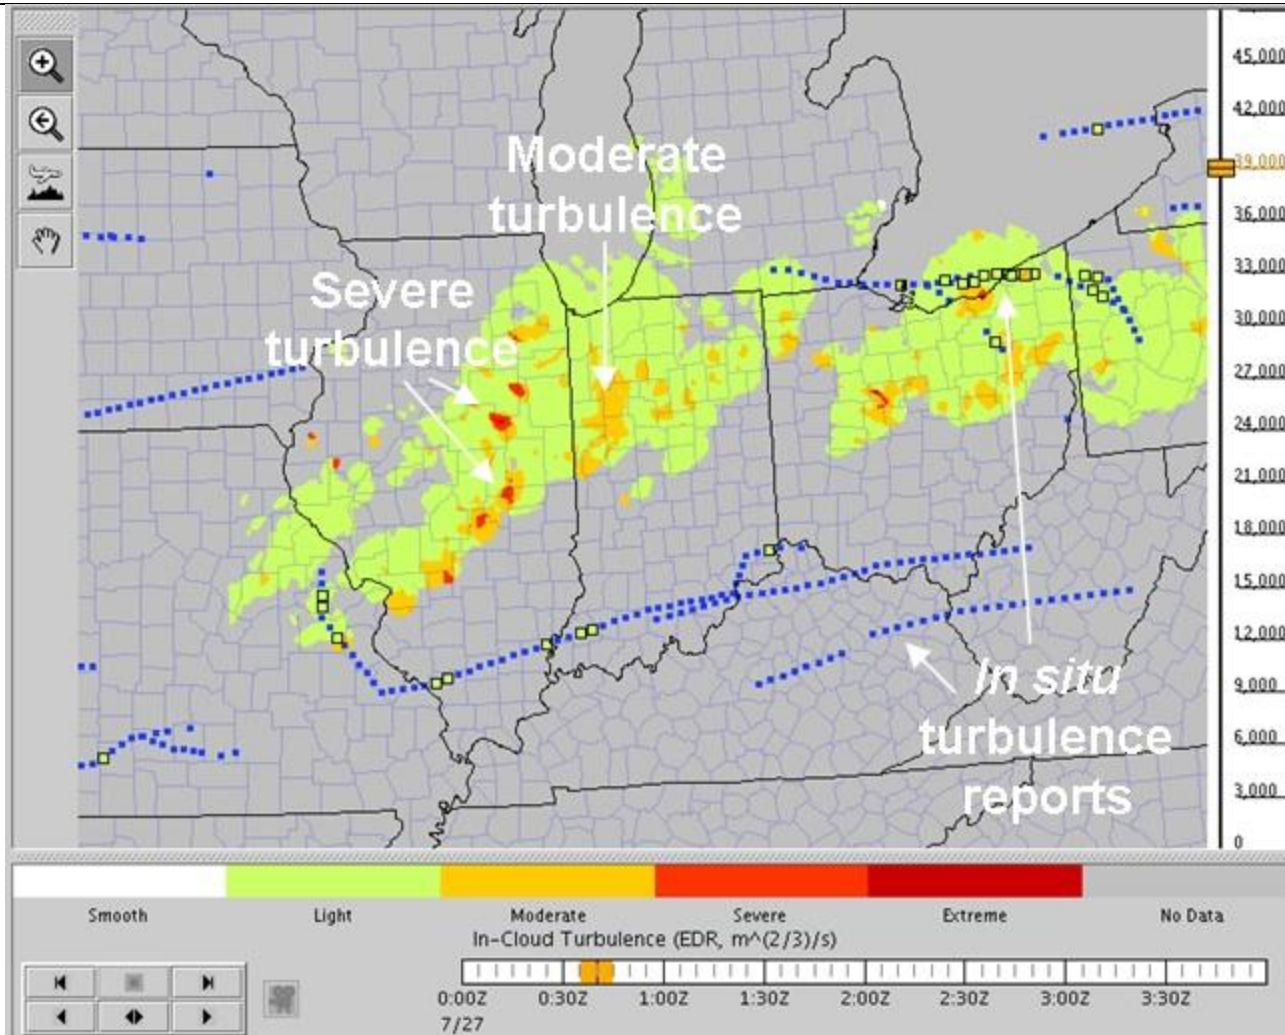 45,000
42,000
39,000
36,000
33,000
30,000
27,000
24,000
21,000
18,000
15,000
12,000
9,000
6,000
3,000
0
Moderate
turbulence
Severe
turbulence
In situ
turbulence
reports
Smooth
Light
Moderate
Severe
Extreme
No Data
In-Cloud Turbulence (EDR, m^(2/3)/s)
0:00Z
0:30Z
1:00Z
1:30Z
2:00Z
2:30Z
3:00Z
3:30Z
7/27